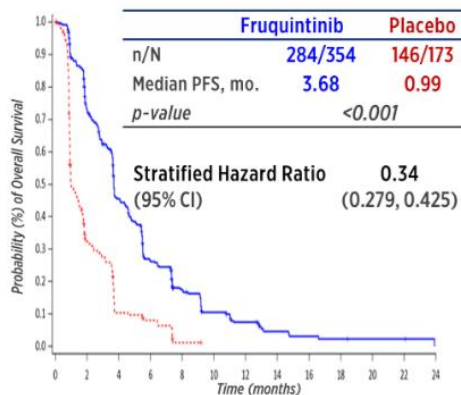 Fruquintinib Placebo
n/N 284/354 146/173
Median PFS, mo. 3.68 0.99
p-value <0.001
Stratified Hazard Ratio 0.34
(95% CI) (0.279, 0.425)
Probability (%) of Overall Survival
1.0
0.9
0.8
0.7
0.6
0.5
0.4
0.3
0.2
0.1
0.0
0 2 4 6 8 10 12 14 16 18 20 22 24
Time (months)